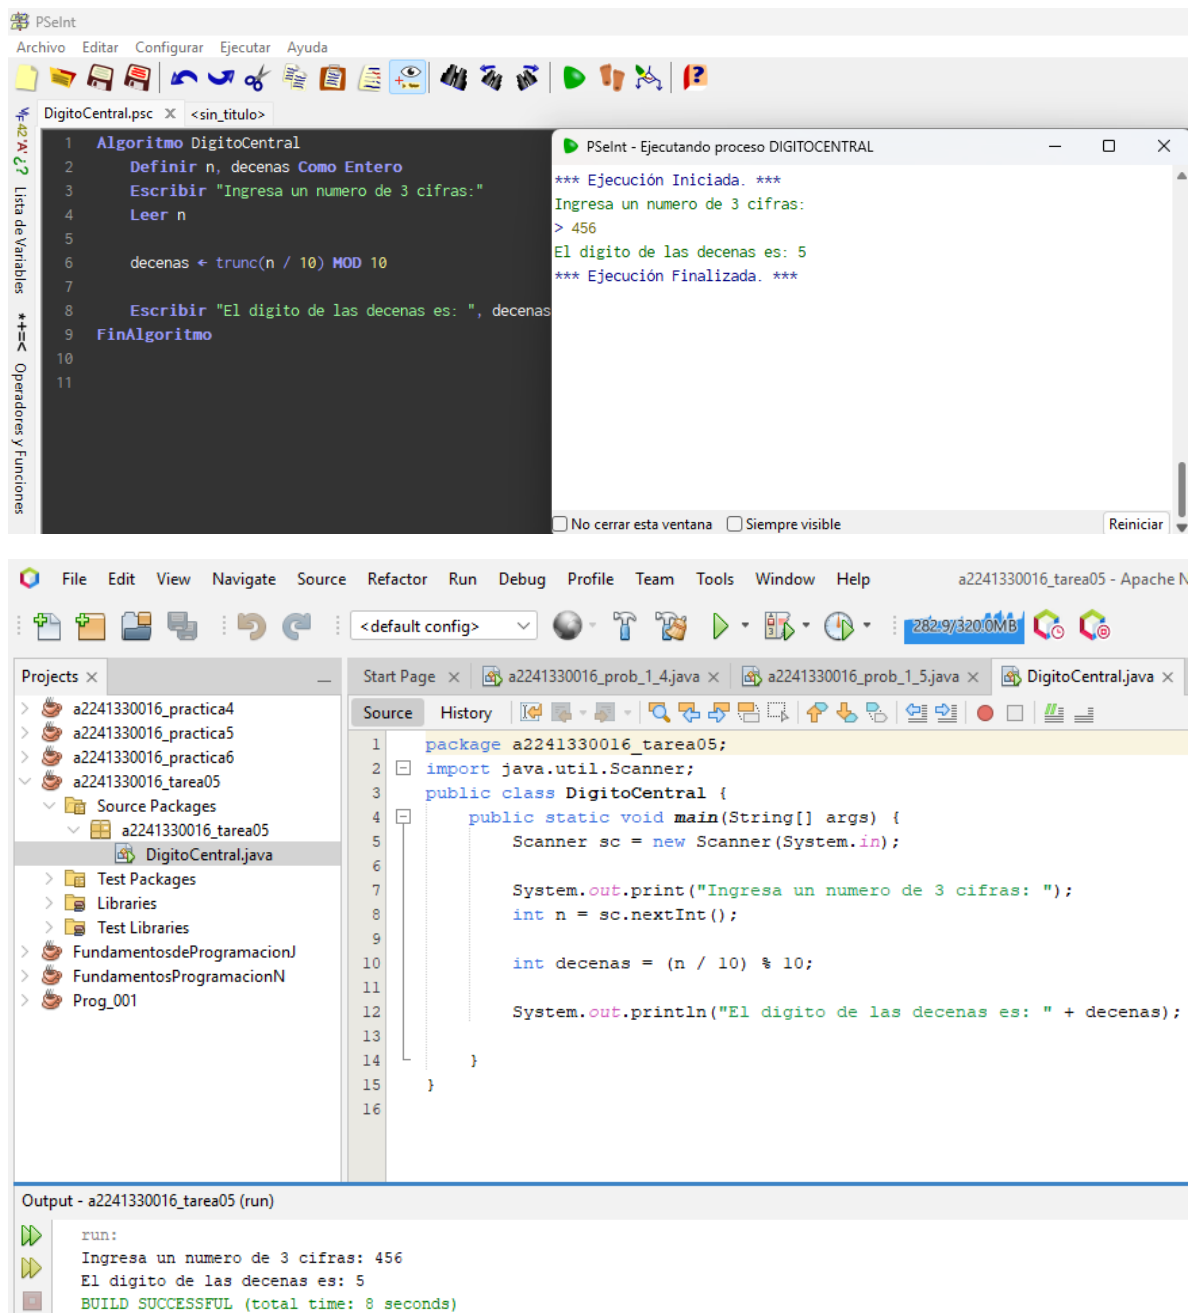 PSeInt
Archivo Editar Configurar Ejecutar Ayuda
DigitoCentral.psc X <sin_titulo>
Lista de Variables
*+=< Operadores y Funciones
1 Algoritmo DigitoCentral
2 Definir n, decenas Como Entero
3 Escribir "Ingresa un numero de 3 cifras:"
4 Leer n
5
6 decenas ← trunc(n / 10) MOD 10
7
8 Escribir "El digito de las decenas es: ", decenas
9 FinAlgoritmo
10
11
PSeInt - Ejecutando proceso DIGITOCENTRAL
*** Ejecución Iniciada. ***
Ingresa un numero de 3 cifras:
> 456
El digito de las decenas es: 5
*** Ejecución Finalizada. ***
No cerrar esta ventana Siempre visible Reiniciar
File Edit View Navigate Source Refactor Run Debug Profile Team Tools Window Help a2241330016_tarea05 - Apache N
<default config> 282.9/320.0MB
Projects
a2241330016_practica4
a2241330016_practica5
a2241330016_practica6
a2241330016_tarea05
Source Packages
a2241330016_tarea05
DigitoCentral.java
Test Packages
Libraries
Test Libraries
FundamentosdeProgramacionJ
FundamentosProgramacionN
Prog_001
Start Page a2241330016_prob_1_4.java a2241330016_prob_1_5.java DigitoCentral.java
Source History
1 package a2241330016_tarea05;
2 import java.util.Scanner;
3 public class DigitoCentral {
4 public static void main(String[] args) {
5 Scanner sc = new Scanner(System.in);
6
7 System.out.print("Ingresa un numero de 3 cifras: ");
8 int n = sc.nextInt();
9
10 int decenas = (n / 10) % 10;
11
12 System.out.println("El digito de las decenas es: " + decenas);
13
14 }
15 }
16
Output - a2241330016_tarea05 (run)
run:
Ingresa un numero de 3 cifras: 456
El digito de las decenas es: 5
BUILD SUCCESSFUL (total time: 8 seconds)